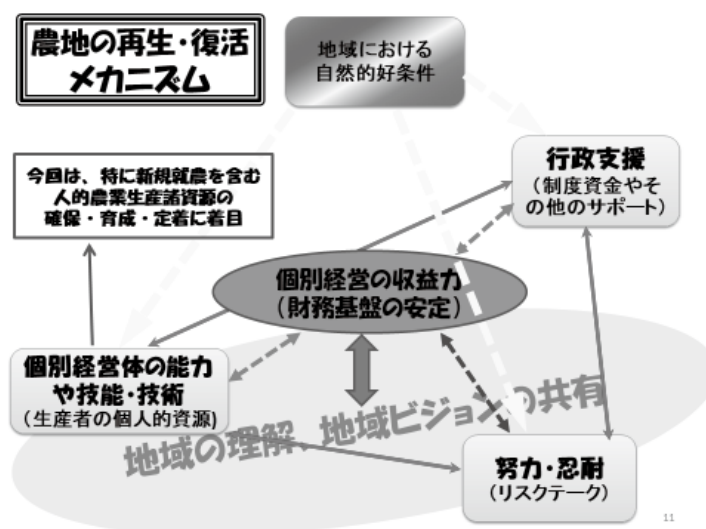 農地の再生・復活
メカニズム
地域における
自然的好条件
今回は、特に新規就農を含む
人的農業生産諸資源の
確保・育成・定着に着目
行政支援
(制度資金やそ
の他のサポート)
個別経営の収益力
(財務基盤の安定)
個別経営体の能力
や技能・技術
(生産者の個人的資源)
地域の理解、地域ビジョンの共有
努力・忍耐
(リスクテーク)
11